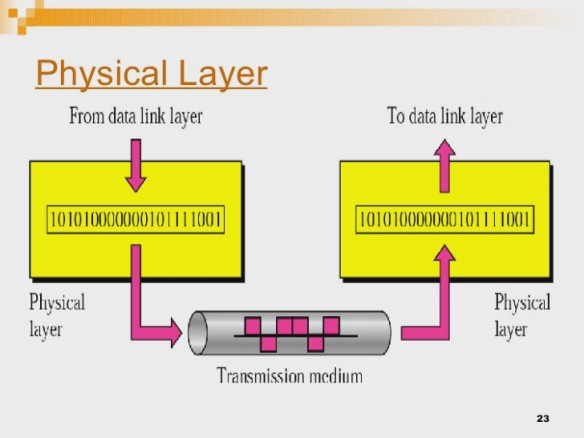 Physical Layer
From data link layer
To data link layer
10101000000010111001
10101000000010111001
Physical
layer
Physical
layer
Transmission medium
23